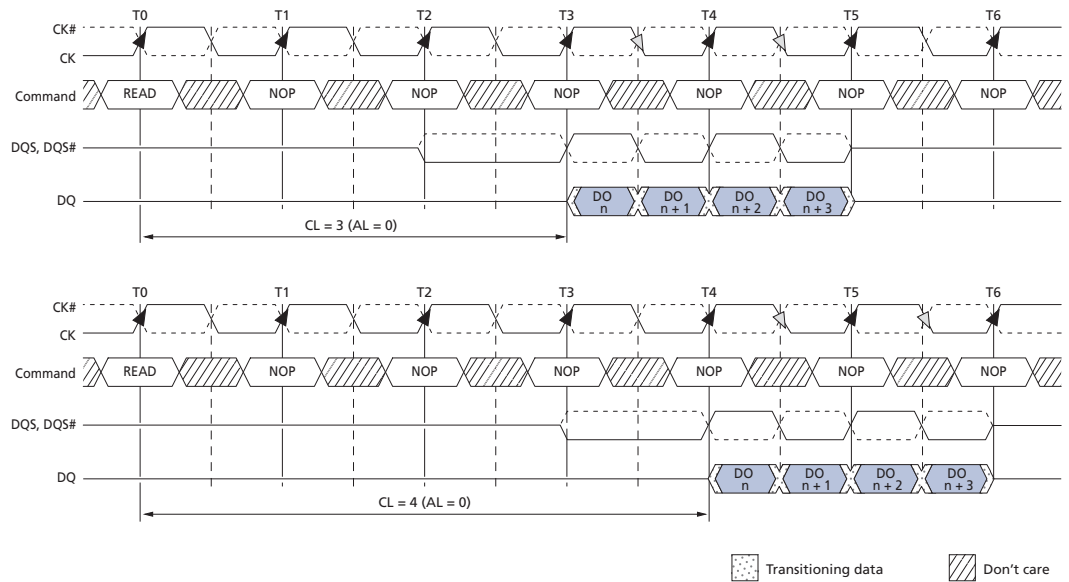 T0 T1 T2 T3 T4 T5 T6
CK#
CK
Command READ NOP NOP NOP NOP NOP NOP
DQS, DQS#
DQ DO n DO n + 1 DO n + 2 DO n + 3
CL = 3 (AL = 0)
T0 T1 T2 T3 T4 T5 T6
CK#
CK
Command READ NOP NOP NOP NOP NOP NOP
DQS, DQS#
DQ DO n DO n + 1 DO n + 2 DO n + 3
CL = 4 (AL = 0)
Transitioning data Don't care